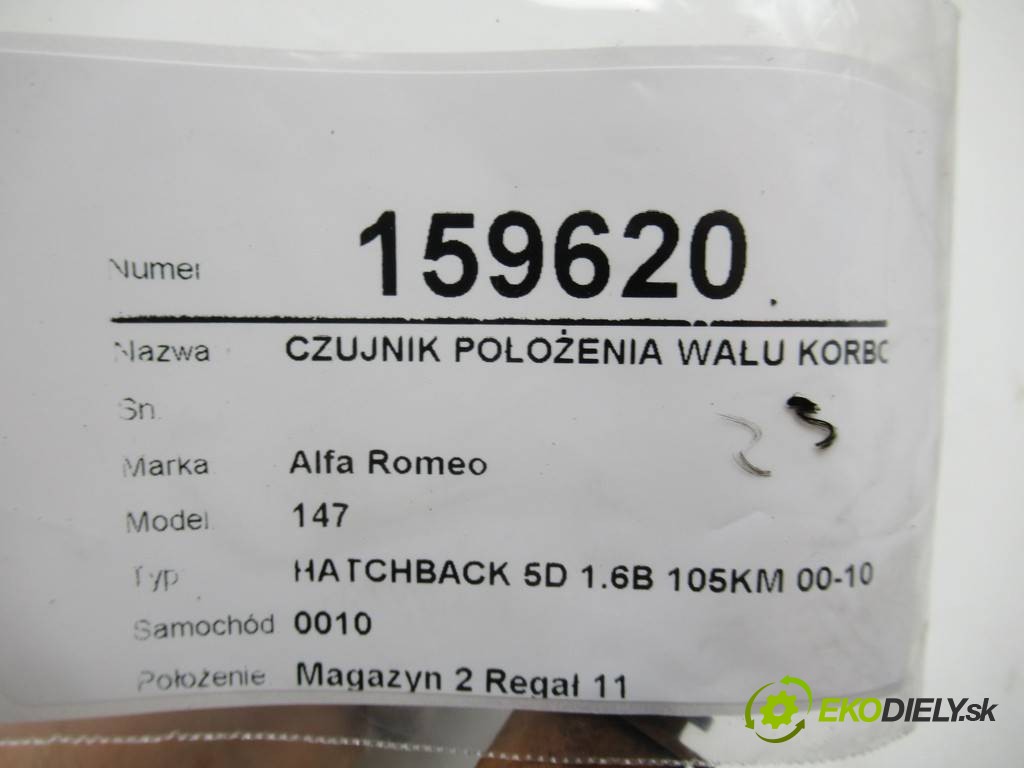 Numer 159620
Nazwa CZUJNIK POŁOŻENIA WAŁU KORBO
Sn.
Marka Alfa Romeo
Model 147
Typ HATCHBACK 5D 1.6B 105KM 00-10
Samochód 0010
Położenie Magazyn 2 Regał 11
EKODIELY.sk